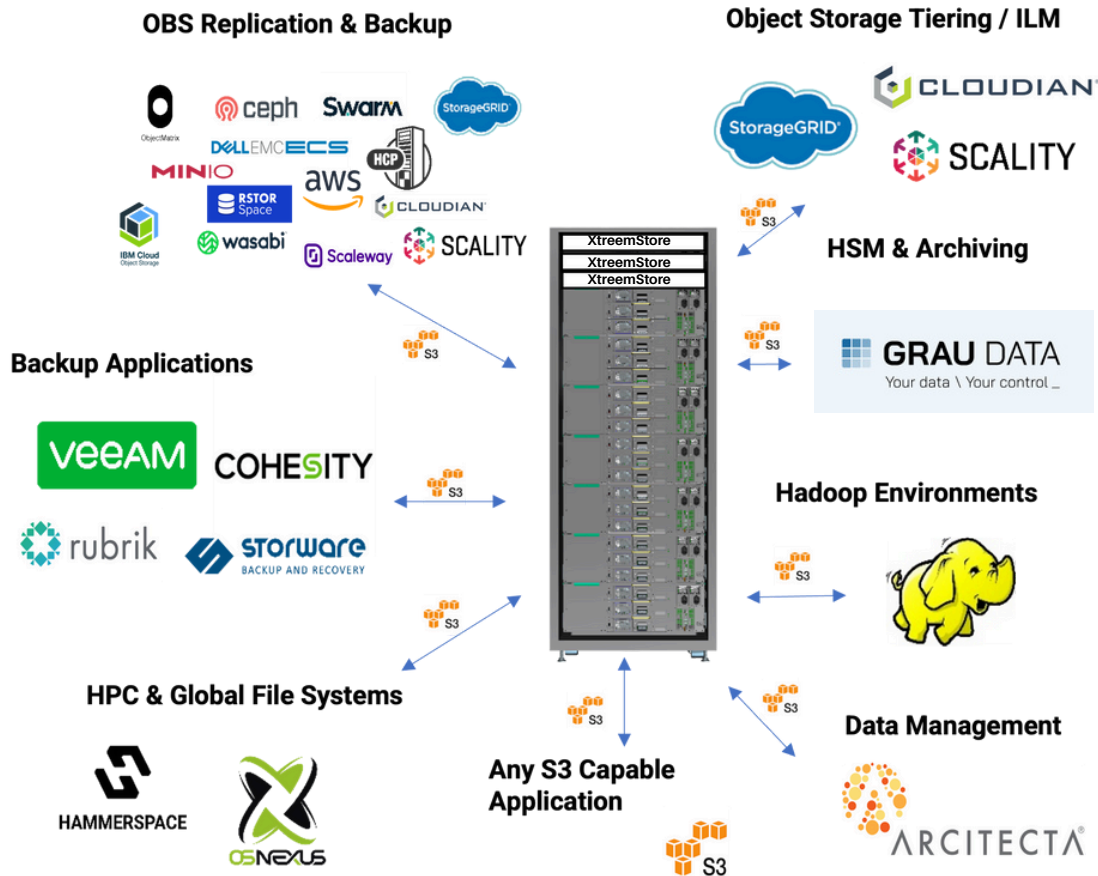 OBS Replication & Backup
Object Storage Tiering / ILM
ObjectMatrix
ceph
Swarm
StorageGRID®
DELLEMC ECS
HCP
MINIO
aws
RSTOR
Space
CLOUDIAN®
IBM Cloud
Object Storage
wasabi
Scaleway
SCALITY
StorageGRID®
CLOUDIAN®
SCALITY
S3
HSM & Archiving
S3
GRAU DATA
Your data \ Your control _
XtreemStore
XtreemStore
XtreemStore
S3
Backup Applications
veeam
COHESITY
rubrik
STORWARE
BACKUP AND RECOVERY
S3
Hadoop Environments
S3
S3
HPC & Global File Systems
HAMMERSPACE
OSNEXUS
S3
Any S3 Capable
Application
S3
S3
Data Management
ARCITECTA®